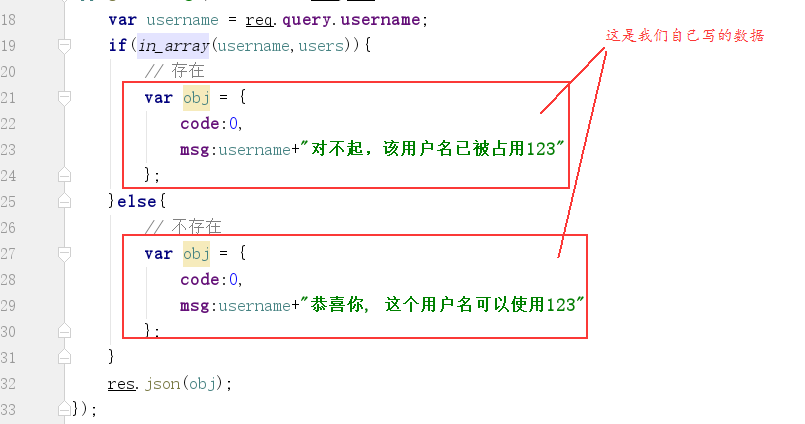 18 var username = req.query.username;
19 if(in_array(username,users)){ 这是我们自己写的数据
20 // 存在
21 var obj = {
22 code:0,
23 msg:username+"对不起，该用户名已被占用123"
24 };
25 }else{
26 // 不存在
27 var obj = {
28 code:0,
29 msg:username+"恭喜你, 这个用户名可以使用123"
30 };
31 }
32 res.json(obj);
33 });